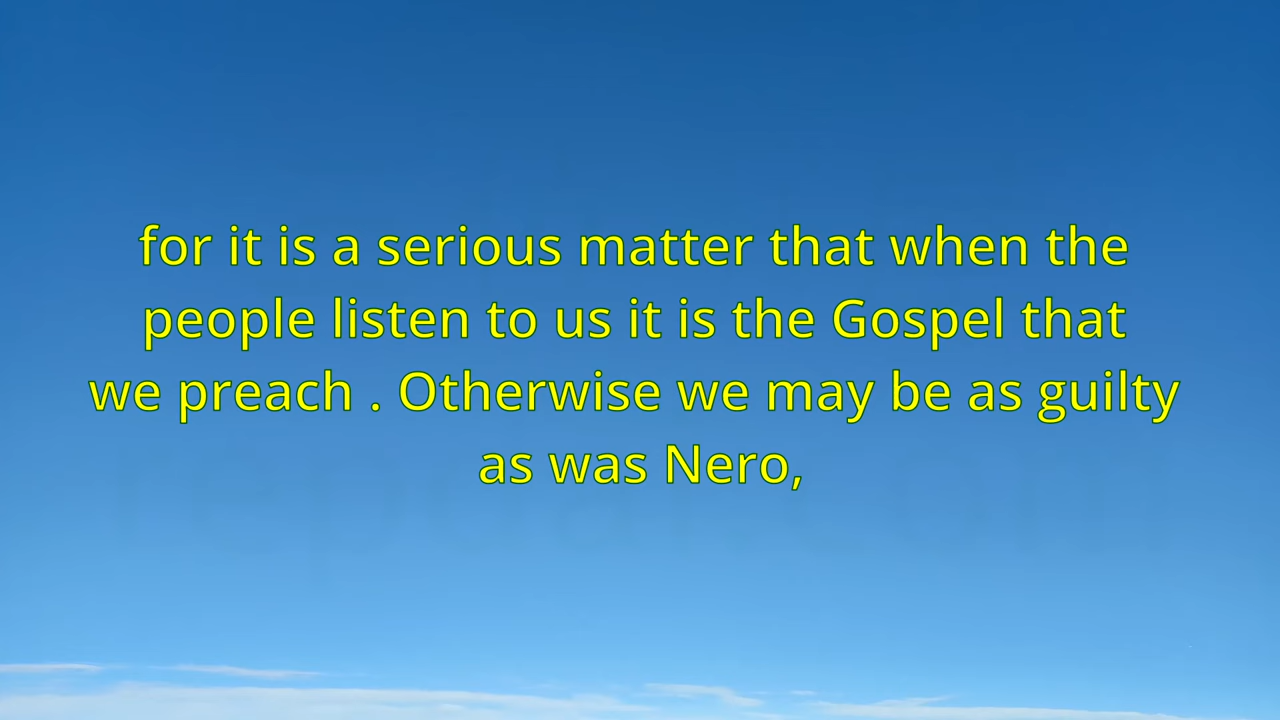 for it is a serious matter that when the
people listen to us it is the Gospel that
we preach . Otherwise we may be as guilty
as was Nero,